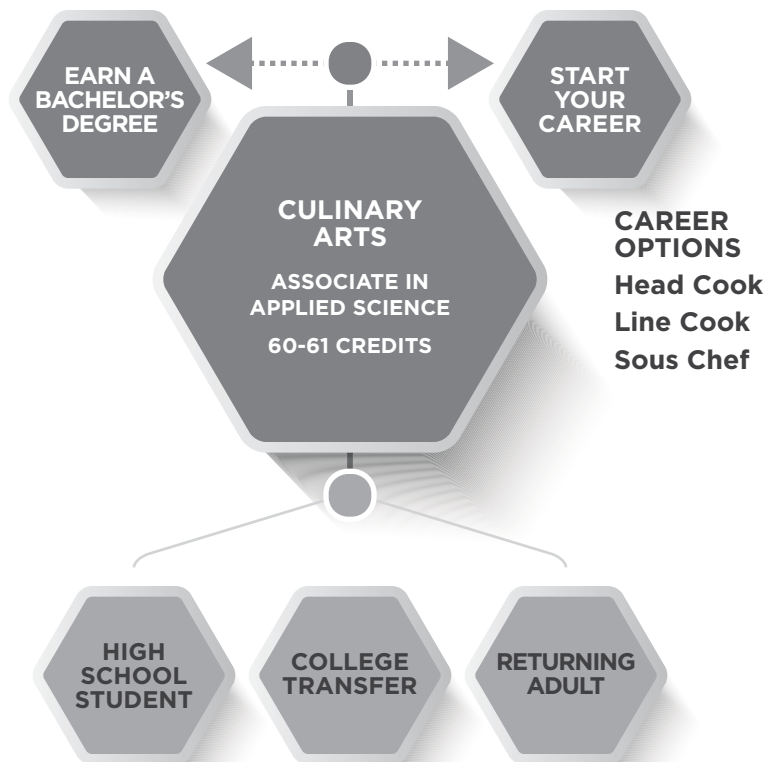 EARN A
BACHELOR'S
DEGREE
START
YOUR
CAREER
CULINARY
ARTS
ASSOCIATE IN
APPLIED SCIENCE
60-61 CREDITS
CAREER
OPTIONS
Head Cook
Line Cook
Sous Chef
HIGH
SCHOOL
STUDENT
COLLEGE
TRANSFER
RETURNING
ADULT